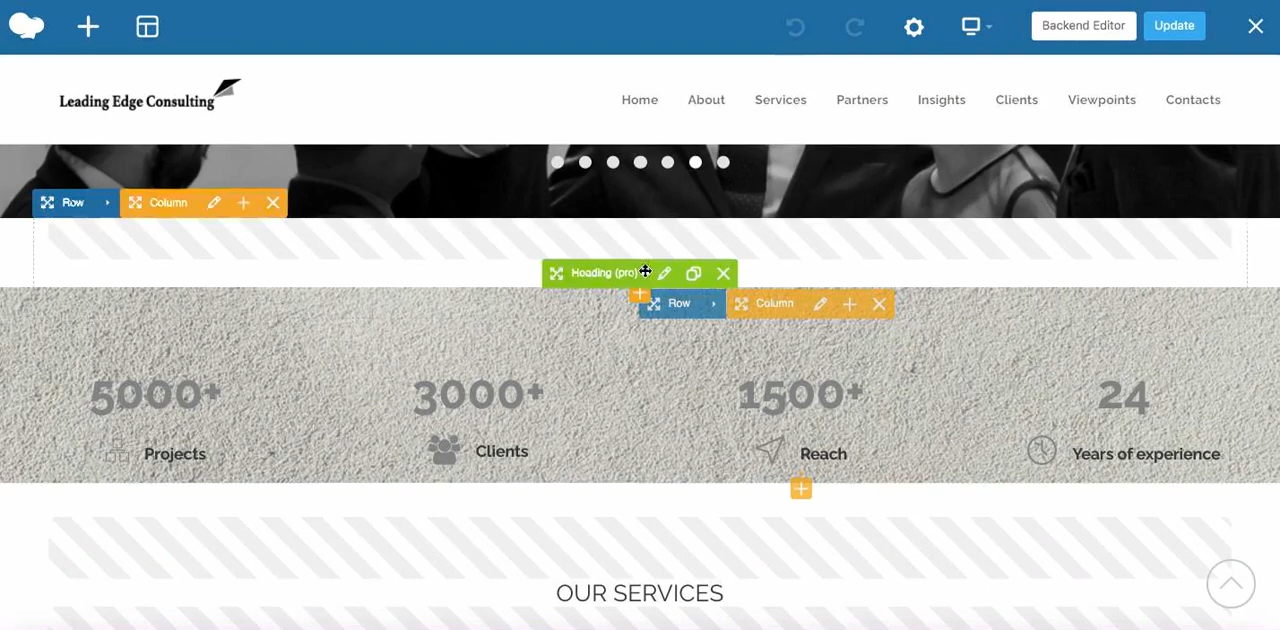 Backend Editor
Update
Leading Edge Consulting
Home
About
Services
Partners
Insights
Clients
Viewpoints
Contacts
Row
Column
Heading (pro)
Row
Column
5000+
3000+
1500+
24
Projects
Clients
Reach
Years of experience
OUR SERVICES